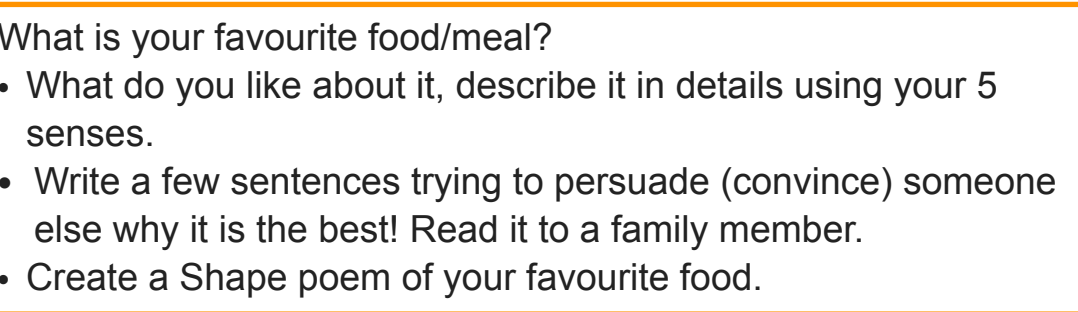 What is your favourite food/meal?
• What do you like about it, describe it in details using your 5
senses.
• Write a few sentences trying to persuade (convince) someone
else why it is the best! Read it to a family member.
• Create a Shape poem of your favourite food.